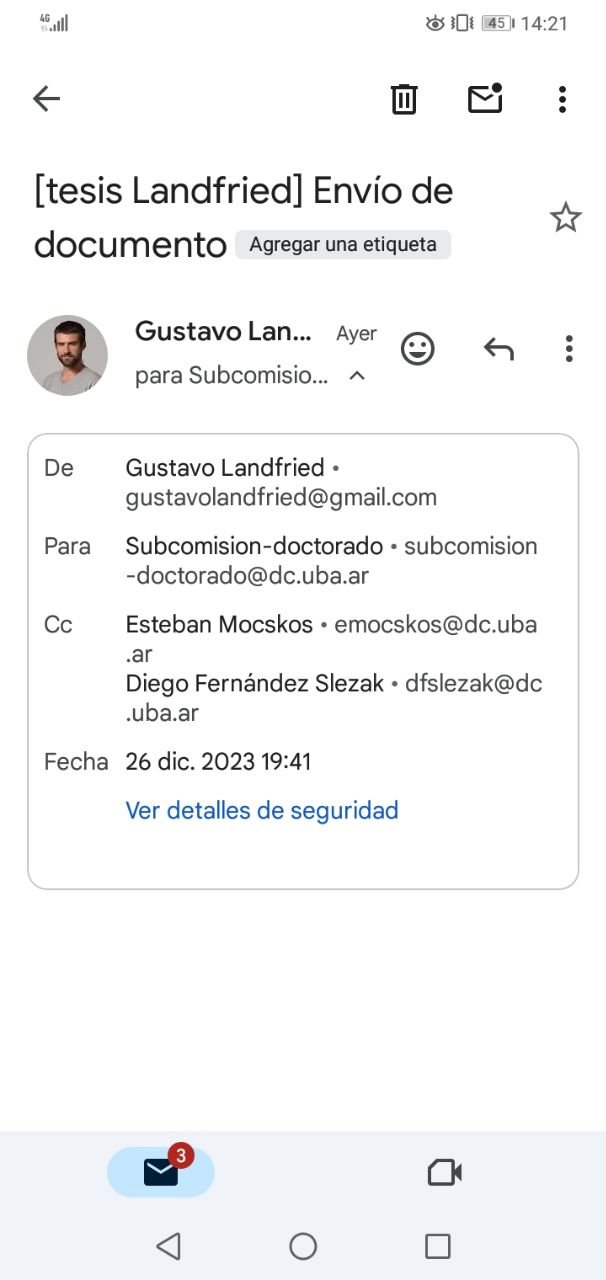 4G 45 14:21
[tesis Landfried] Envío de
documento Agregar una etiqueta
Gustavo Lan... Ayer
para Subcomisio...
De Gustavo Landfried •
gustavolandfried@gmail.com
Para Subcomision-doctorado • subcomision
-doctorado@dc.uba.ar
Cc Esteban Mocskos • emocskos@dc.uba
.ar
Diego Fernández Slezak • dfslezak@dc
.uba.ar
Fecha 26 dic. 2023 19:41
Ver detalles de seguridad
3